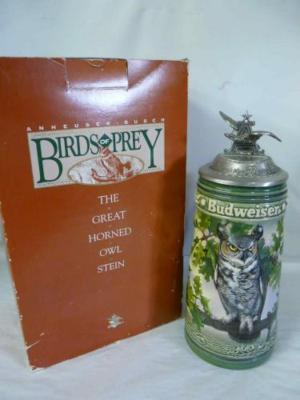 ANHEUSER-BUSCH
BIRDS OF PREY
THE
GREAT
HORNED
OWL
STEIN
Budweiser